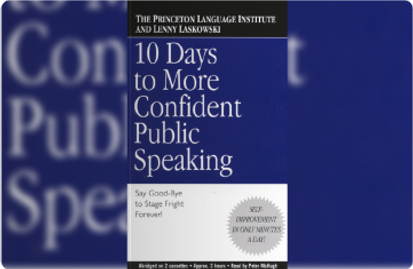 THE PRINCETON LANGUAGE INSTITUTE
AND LENNY LASKOWSKI
10 Days
to More
Confident
Public
Speaking
Say Good-Bye
to Stage Fright
Forever!
SELF-
IMPROVEMENT
IN ONLY MINUTES
A DAY!
Abridged on 2 cassettes • Approx. 3 hours • Read by Peter McHugh